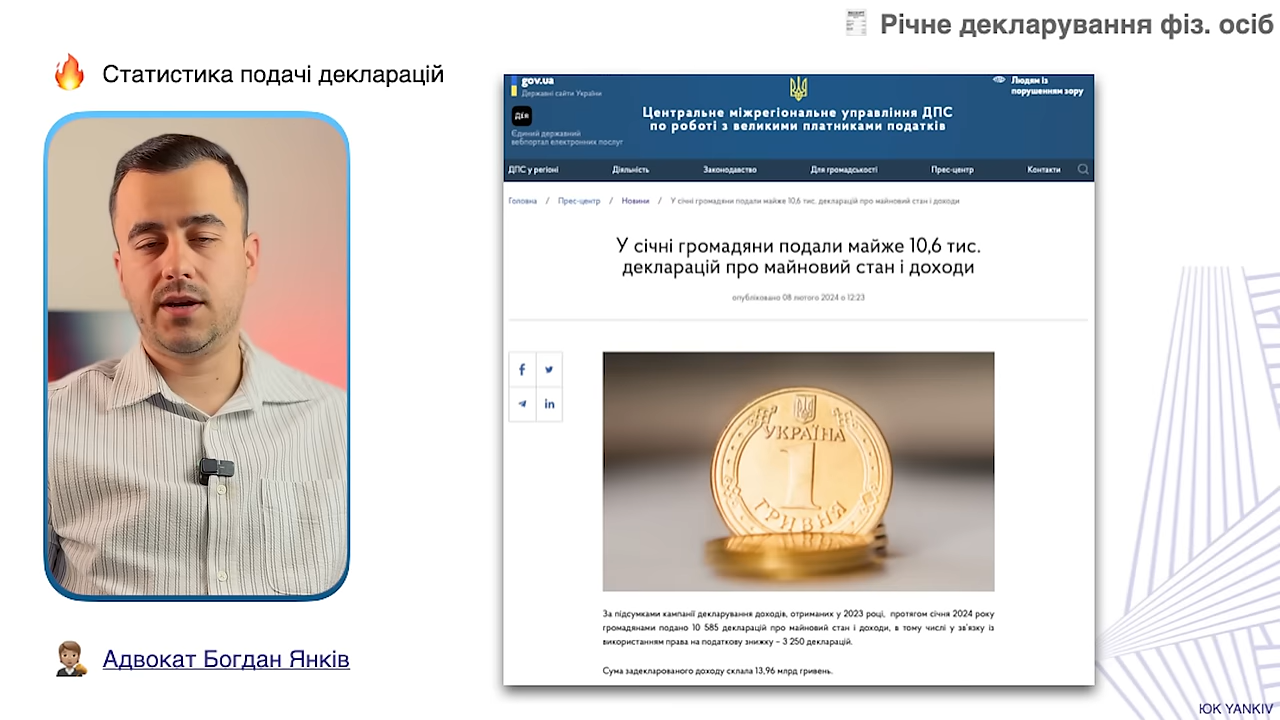 Річне декларування фіз. осіб
Статистика подачі декларацій
gov.ua
Державні сайти України
Людям із
порушенням зору
Дія
Єдиний державний
вебпортал електронних послуг
Центральне міжрегіональне управління ДПС
по роботі з великими платниками податків
ДПС у регіоні
Діяльність
Законодавство
Для громадськості
Прес-центр
Контакти
Головна / Прес-центр / Новини / У січні громадяни подали майже 10,6 тис. декларацій про майновий стан і доходи
У січні громадяни подали майже 10,6 тис.
декларацій про майновий стан і доходи
опубліковано 08 лютого 2024 о 12:23
УКРАЇНА
1
ГРИВНЯ
За підсумками кампанії декларування доходів, отриманик у 2023 році, протягом січня 2024 року
громадянами подано 10 585 декларацій про майновий стан і доходи, в тому числі у зв'язку із
використанням права на податкову знижку – 3 250 декларацій.
Сума задекларованого доходу склала 13,96 млрд гривень.
Адвокат Богдан Янків
ЮК YANKIV